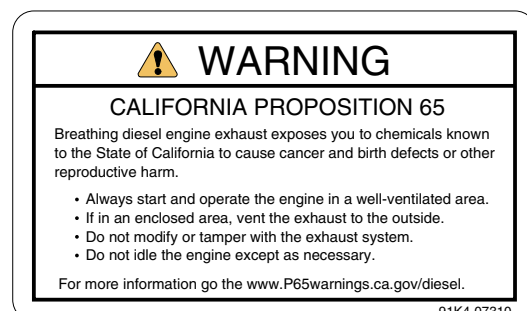 WARNING
CALIFORNIA PROPOSITION 65
Breathing diesel engine exhaust exposes you to chemicals known
to the State of California to cause cancer and birth defects or other
reproductive harm.
• Always start and operate the engine in a well-ventilated area.
• If in an enclosed area, vent the exhaust to the outside.
• Do not modify or tamper with the exhaust system.
• Do not idle the engine except as necessary.
For more information go the www.P65warnings.ca.gov/diesel.
91K4-07310